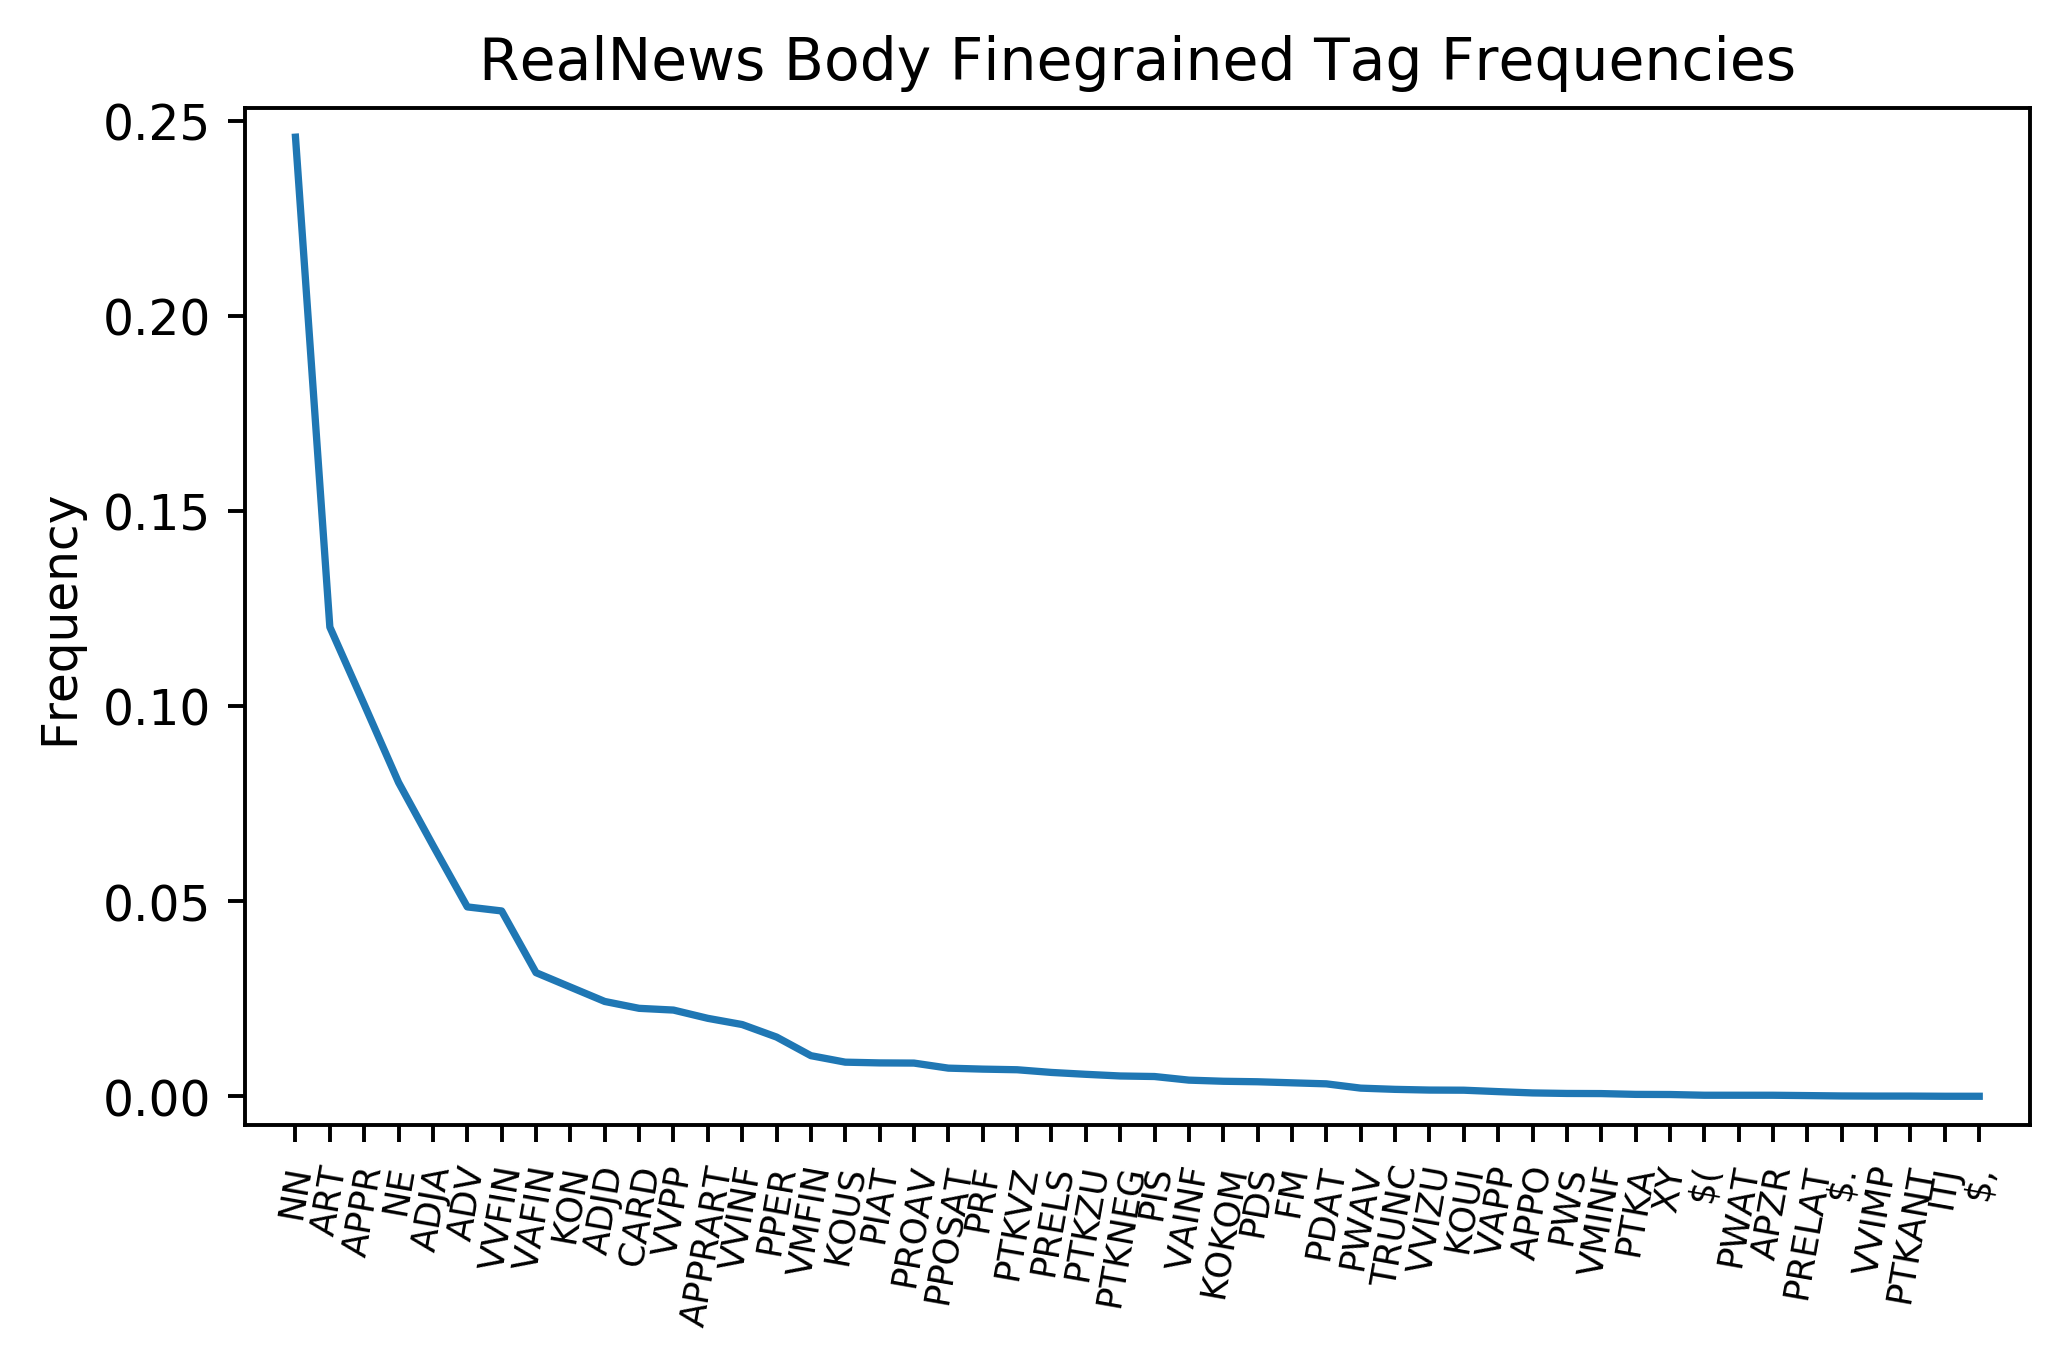 RealNews Body Finegrained Tag Frequencies
Frequency
0.25
0.20
0.15
0.10
0.05
0.00
NN
ART
APPR
NE
ADJA
ADV
VVFIN
VAFIN
KON
ADJD
CARD
VVPP
APPRART
VVINF
PPER
VMFIN
KOUS
PIAT
PROAV
PPOSAT
PRF
PTKVZ
PRELS
PTKZU
PTKNEG
PIS
VAINF
KOKOM
PDS
FM
PDAT
PWAV
TRUNC
VVIZU
KOUI
VAPP
APPO
PWS
VMINF
PTKA
XY
$(
PWAT
APZR
PRELAT
$.
VVIMP
PTKANT
ITJ
$,